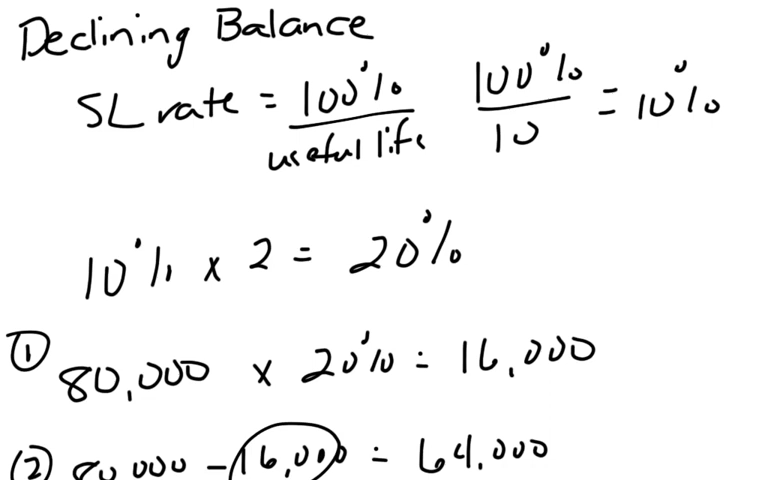 Declining Balance
SL rate = 100% / useful life 100% / 10 = 10%
10% x 2 = 20%
① 80,000 x 20% = 16,000
② 80,000 - 16,000 = 64,000